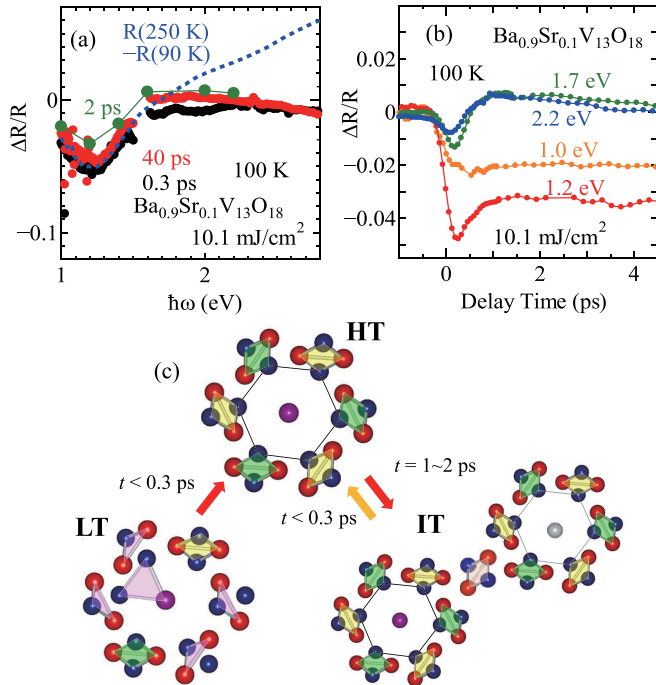 (a)
R(250 K)
−R(90 K)
0
2 ps
ΔR/R
40 ps
100 K
0.3 ps
Ba0.9Sr0.1V13O18
−0.1
10.1 mJ/cm²
1
2
ħω (eV)
(b)
Ba0.9Sr0.1V13O18
0.02
100 K
1.7 eV
0.00
2.2 eV
ΔR/R
−0.02
1.0 eV
1.2 eV
−0.04
10.1 mJ/cm²
0
2
4
Delay Time (ps)
(c)
HT
t < 0.3 ps
t = 1~2 ps
t < 0.3 ps
LT
IT